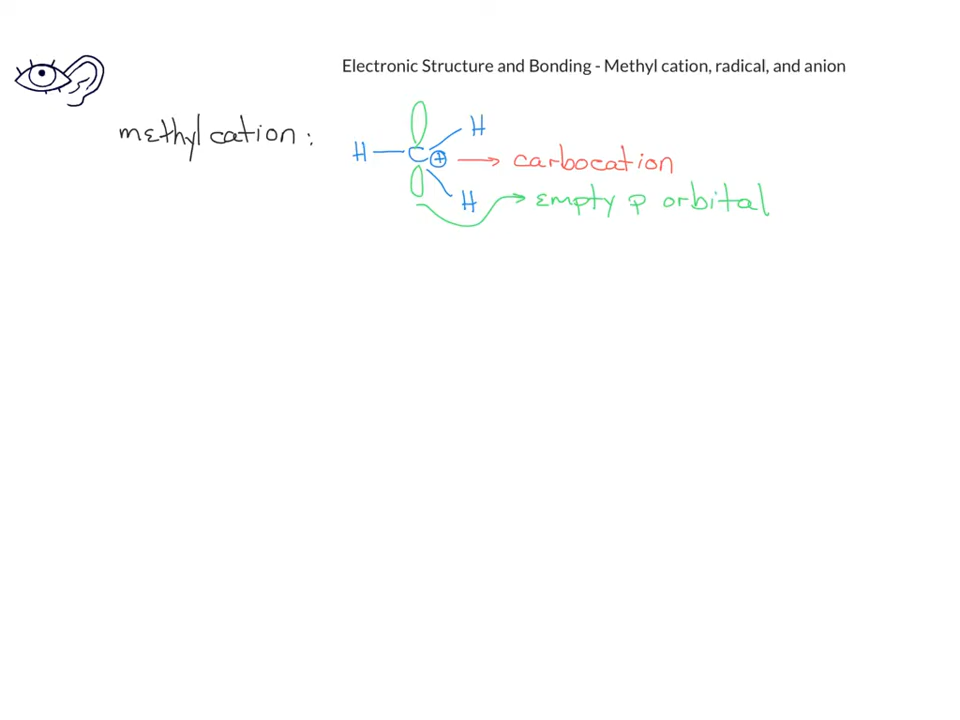 Electronic Structure and Bonding - Methyl cation, radical, and anion
methyl cation :
H
H C ⊕ → carbocation
H
empty p orbital